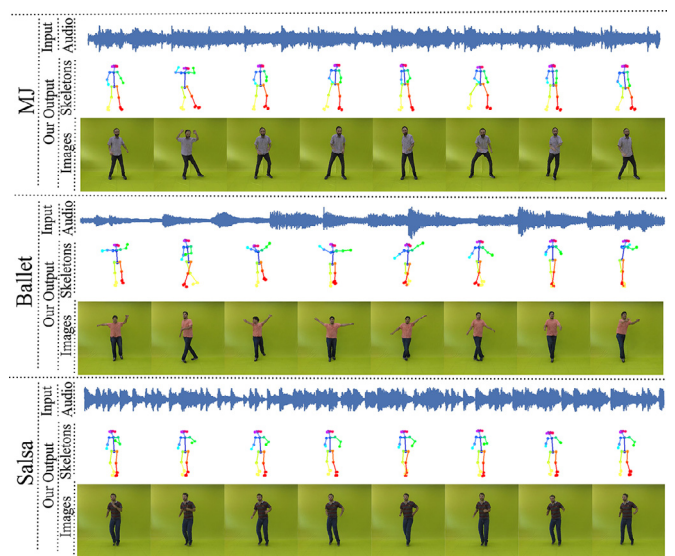 MJ
Input
Audio
Our Output
Skeletons
Images
Ballet
Input
Audio
Our Output
Skeletons
Images
Salsa
Input
Audio
Our Output
Skeletons
Images